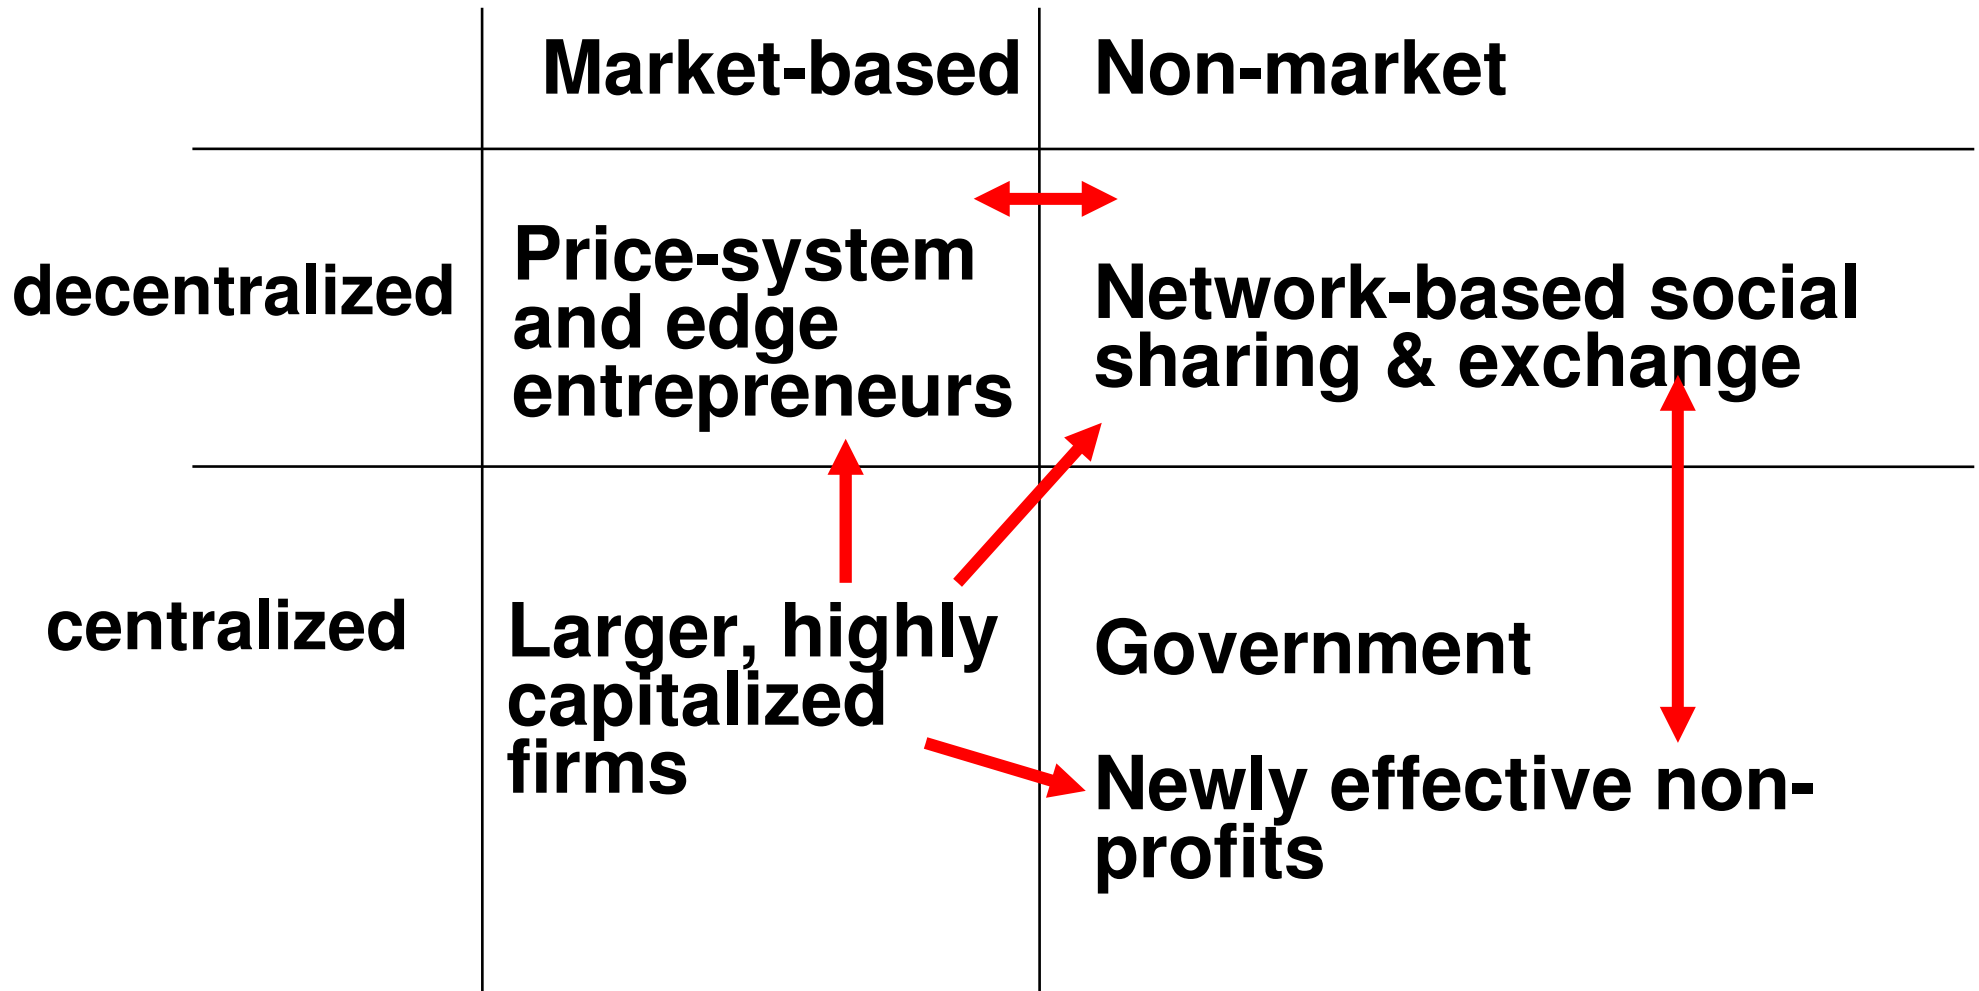 Market-based
Non-market
decentralized
Price-system
and edge
entrepreneurs
Network-based social
sharing & exchange
centralized
Larger, highly
capitalized
firms
Government
Newly effective non-
profits